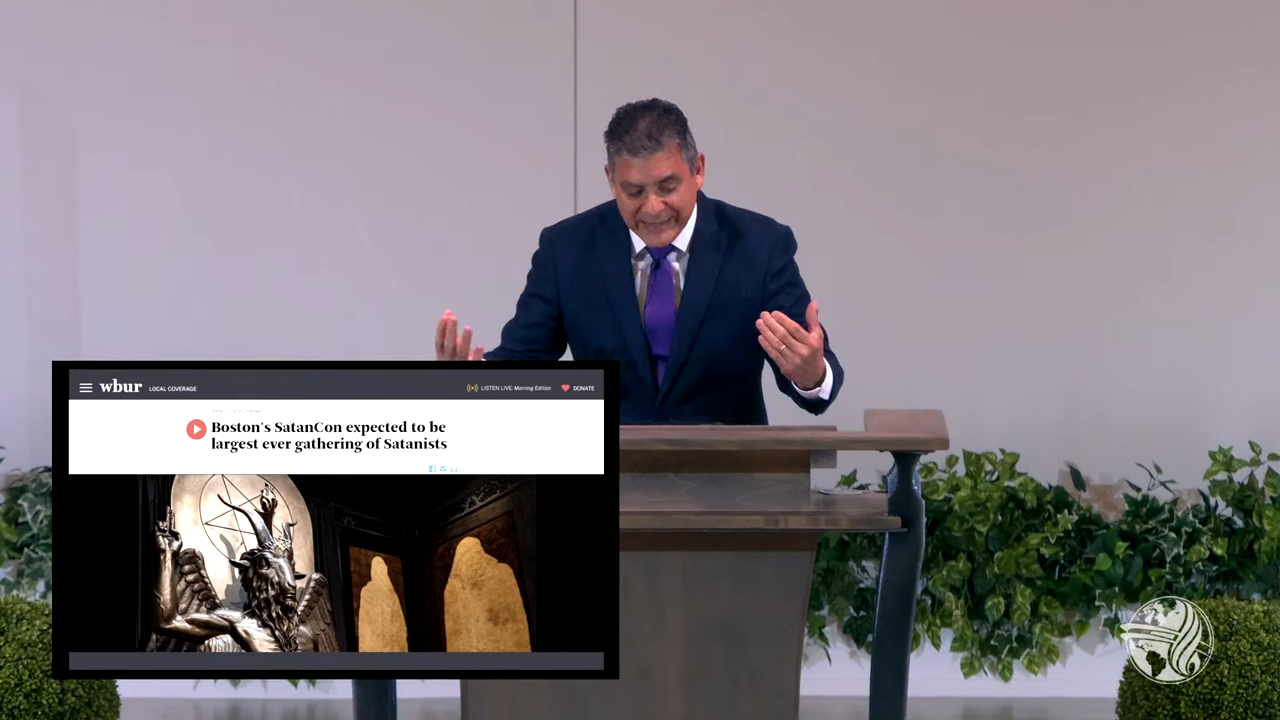 wbur LOCAL COVERAGE LISTEN LIVE: Morning Edition DONATE
Boston's SatanCon expected to be
largest ever gathering of Satanists